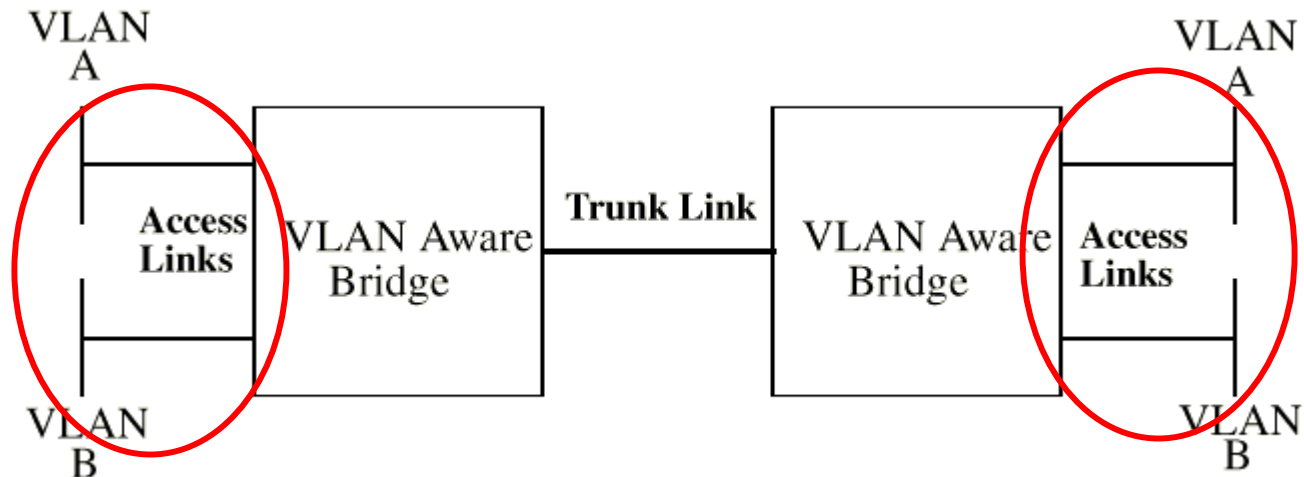 VLAN
A
VLAN
A
Access
Links
VLAN Aware
Bridge
Trunk Link
VLAN Aware
Bridge
Access
Links
VLAN
B
VLAN
B